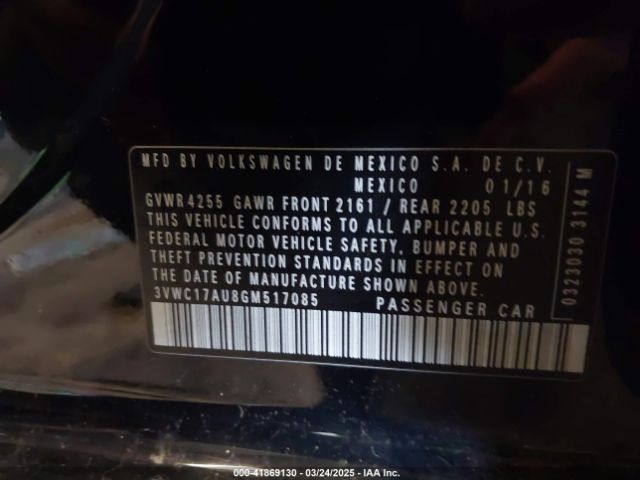 MFD BY VOLKSWAGEN DE MEXICO S.A. DE C.V.
MEXICO 01/16
GVWR 4255 GAWR FRONT 2161 / REAR 2205 LBS
THIS VEHICLE CONFORMS TO ALL APPLICABLE U.S.
FEDERAL MOTOR VEHICLE SAFETY, BUMPER AND
THEFT PREVENTION STANDARDS IN EFFECT ON
THE DATE OF MANUFACTURE SHOWN ABOVE.
3VWC17AU8GM517085 PASSENGER CAR
0323030 3144 M
000-41869130 - 03/24/2025 - IAA Inc.